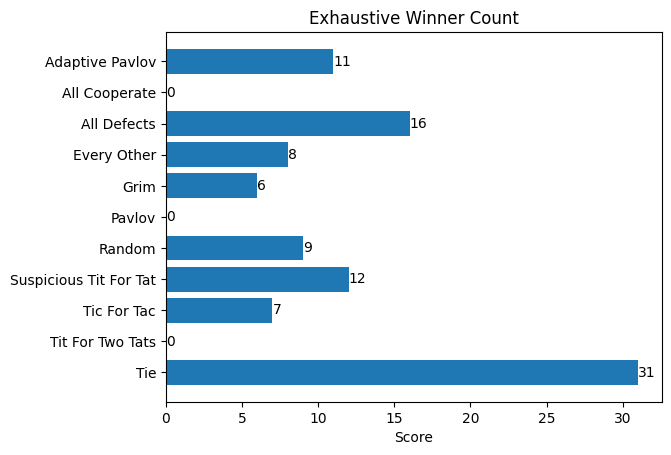 Exhaustive Winner Count
Adaptive Pavlov 11
All Cooperate 0
All Defects 16
Every Other 8
Grim 6
Pavlov 0
Random 9
Suspicious Tit For Tat 12
Tic For Tac 7
Tit For Two Tats 0
Tie 31
0 5 10 15 20 25 30
Score